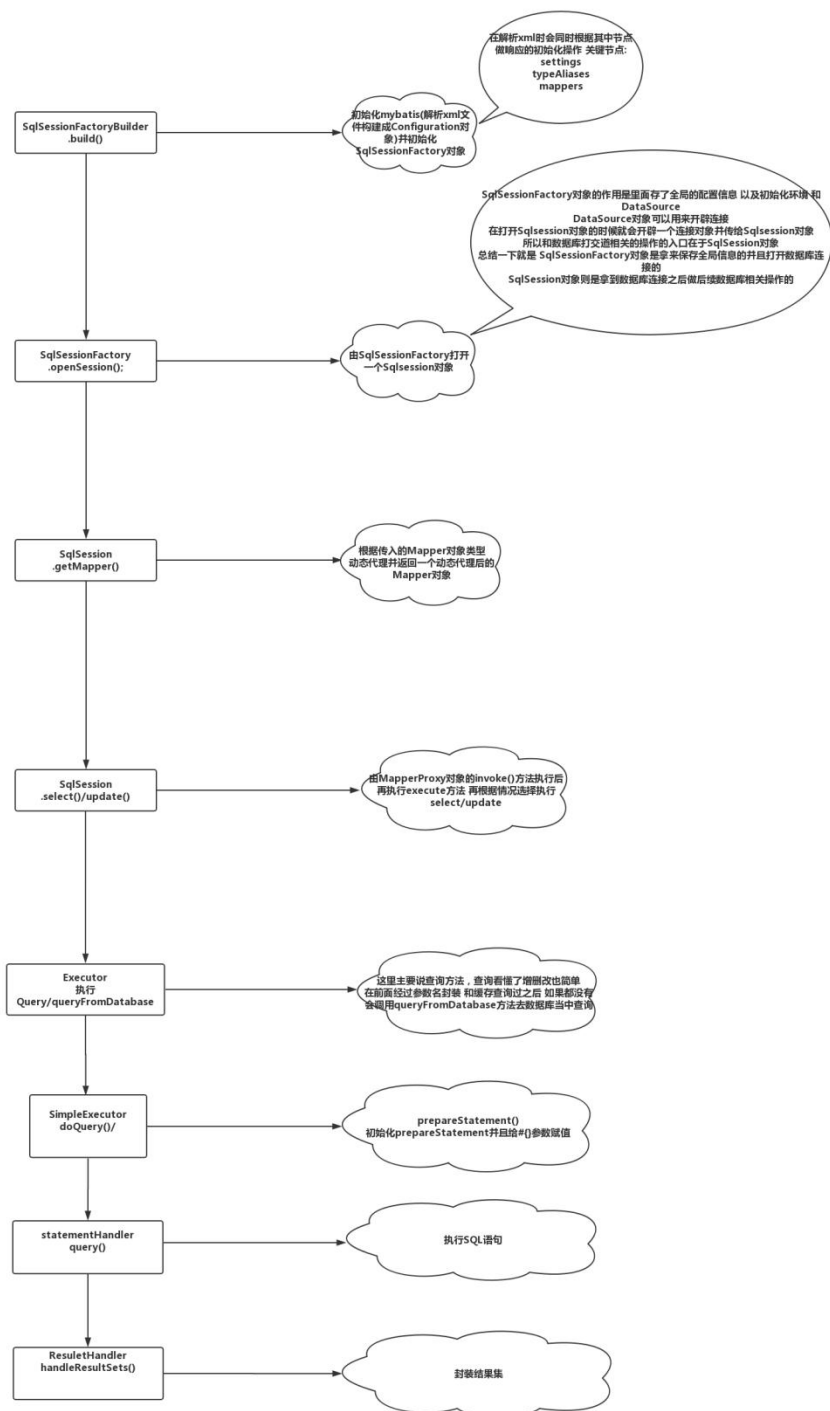 在解析xml时会同时根据其中节点
做响应的初始化操作 关键节点:
settings
typeAliases
mappers
SqlSessionFactoryBuilder
.build()
初始化mybatis(解析xml文
件构建成Configuration对
象)并初始化
SqlSessionFactory对象
SqlSessionFactory对象的作用是里面存了全局的配置信息 以及初始化环境 和
DataSource
DataSource对象可以用来开辟连接
在打开Sqlsession对象的时候就会开辟一个连接对象并传给Sqlsession对象
所以和数据库打交道相关的操作的入口在于SqlSession对象
总结一下就是 SqlSessionFactory对象是拿来保存全局信息的并且打开数据库连
接的
SqlSession对象则是拿到数据库连接之后做后续数据库相关操作的
SqlSessionFactory
.openSession();
由SqlSessionFactory打开
一个Sqlsession对象
SqlSession
.getMapper()
根据传入的Mapper对象类型
动态代理并返回一个动态代理后的
Mapper对象
SqlSession
.select()/update()
由MapperProxy对象的invoke()方法执行后
再执行execute方法 再根据情况选择执行
select/update
Executor
执行
Query/queryFromDatabase
这里主要说查询方法，查询看懂了增删改也简单
在前面经过参数名封装 和缓存查询过之后 如果都没有
会调用queryFromDatabase方法去数据库当中查询
SimpleExecutor
doQuery()/
prepareStatement()
初始化prepareStatement并且给#{}参数赋值
statementHandler
query()
执行SQL语句
ResuletHandler
handleResultSets()
封装结果集